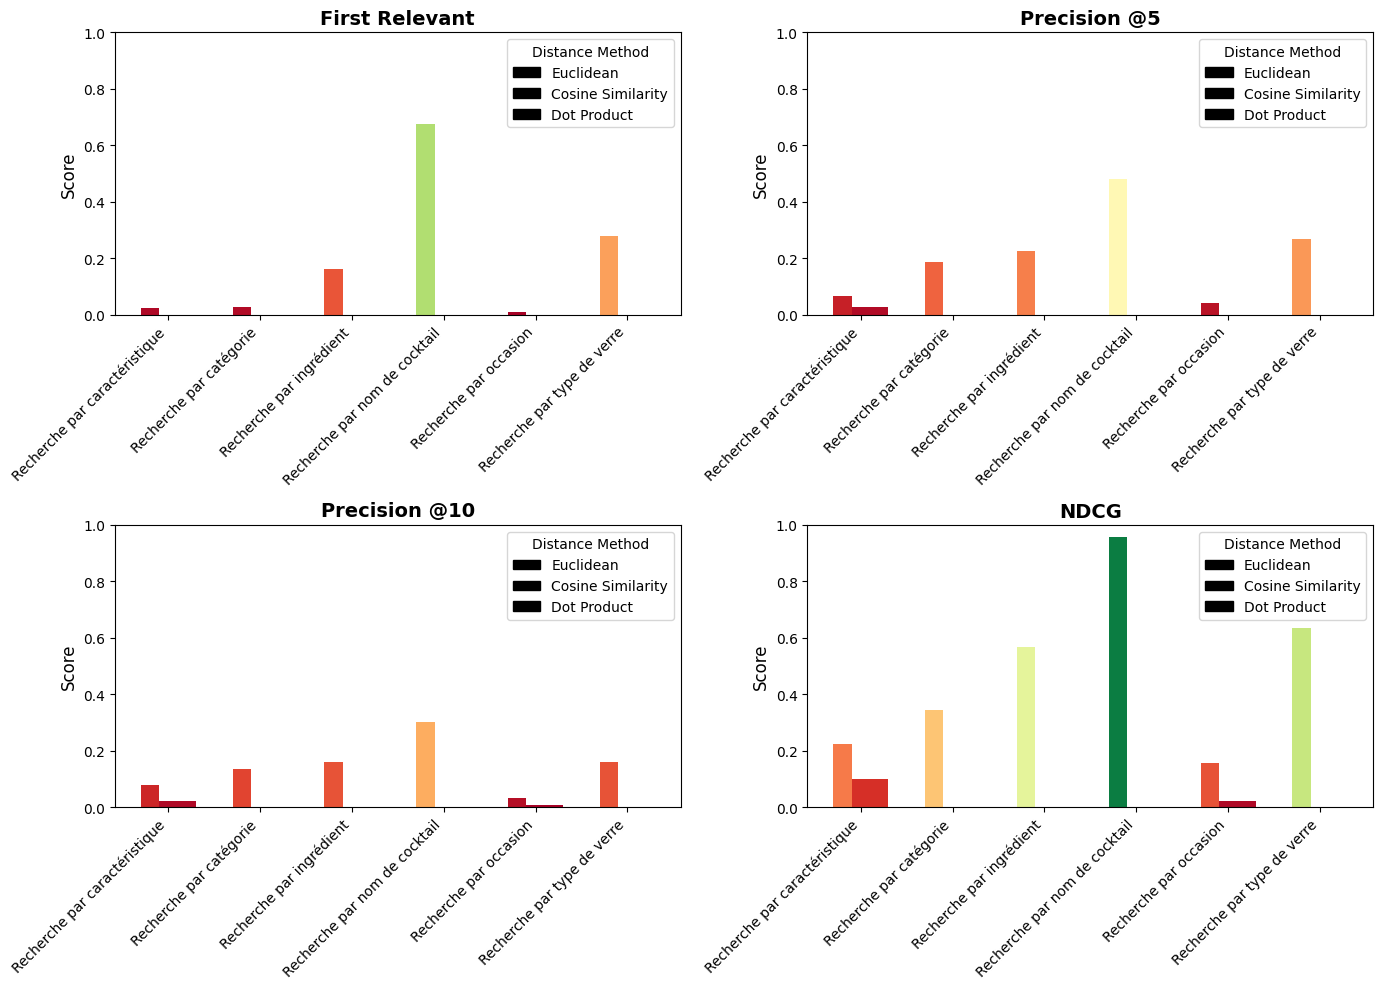 First Relevant
Score
1.0
0.8
0.6
0.4
0.2
0.0
Distance Method
Euclidean
Cosine Similarity
Dot Product
Recherche par caractéristique
Recherche par catégorie
Recherche par ingrédient
Recherche par nom de cocktail
Recherche par occasion
Recherche par type de verre
Precision @5
Score
1.0
0.8
0.6
0.4
0.2
0.0
Distance Method
Euclidean
Cosine Similarity
Dot Product
Recherche par caractéristique
Recherche par catégorie
Recherche par ingrédient
Recherche par nom de cocktail
Recherche par occasion
Recherche par type de verre
Precision @10
Score
1.0
0.8
0.6
0.4
0.2
0.0
Distance Method
Euclidean
Cosine Similarity
Dot Product
Recherche par caractéristique
Recherche par catégorie
Recherche par ingrédient
Recherche par nom de cocktail
Recherche par occasion
Recherche par type de verre
NDCG
Score
1.0
0.8
0.6
0.4
0.2
0.0
Distance Method
Euclidean
Cosine Similarity
Dot Product
Recherche par caractéristique
Recherche par catégorie
Recherche par ingrédient
Recherche par nom de cocktail
Recherche par occasion
Recherche par type de verre